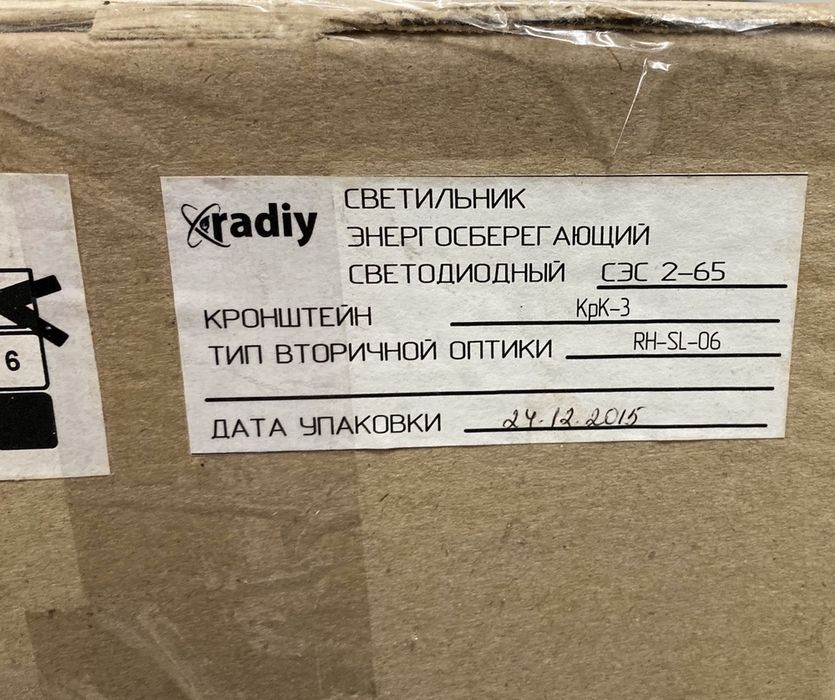 radiy
СВЕТИЛЬНИК
ЭНЕРГОСБЕРЕГАЮЩИЙ
СВЕТОДИОДНЫЙ СЭС 2-65
КРОНШТЕЙН КрК-3
ТИП ВТОРИЧНОЙ ОПТИКИ RH-SL-06
ДАТА УПАКОВКИ 24.12.2015
6